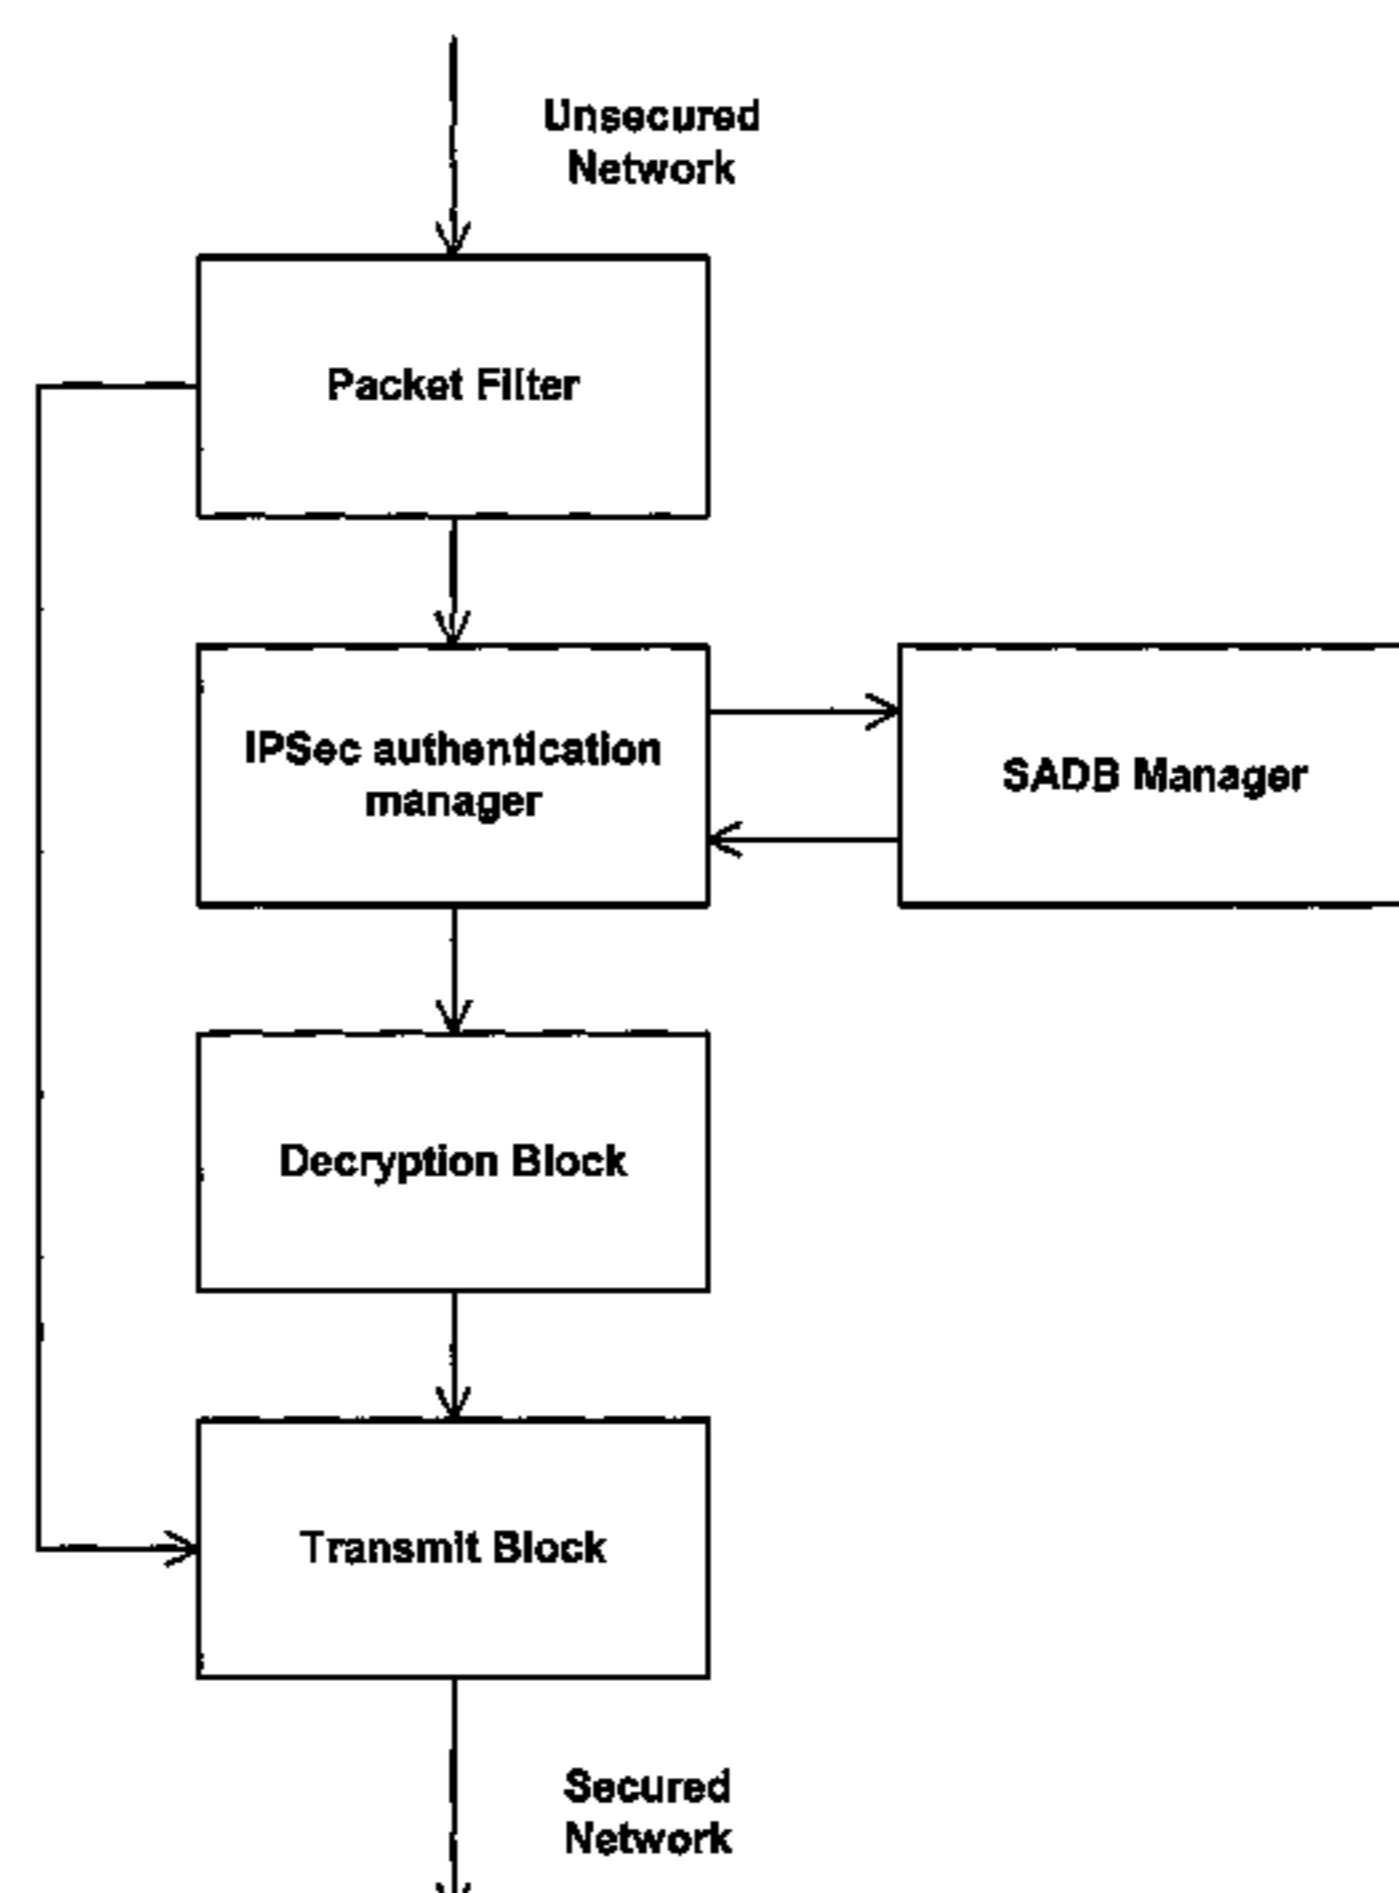 Unsecured
Network
Packet Filter
IPSec authentication
manager
SADB Manager
Decryption Block
Transmit Block
Secured
Network